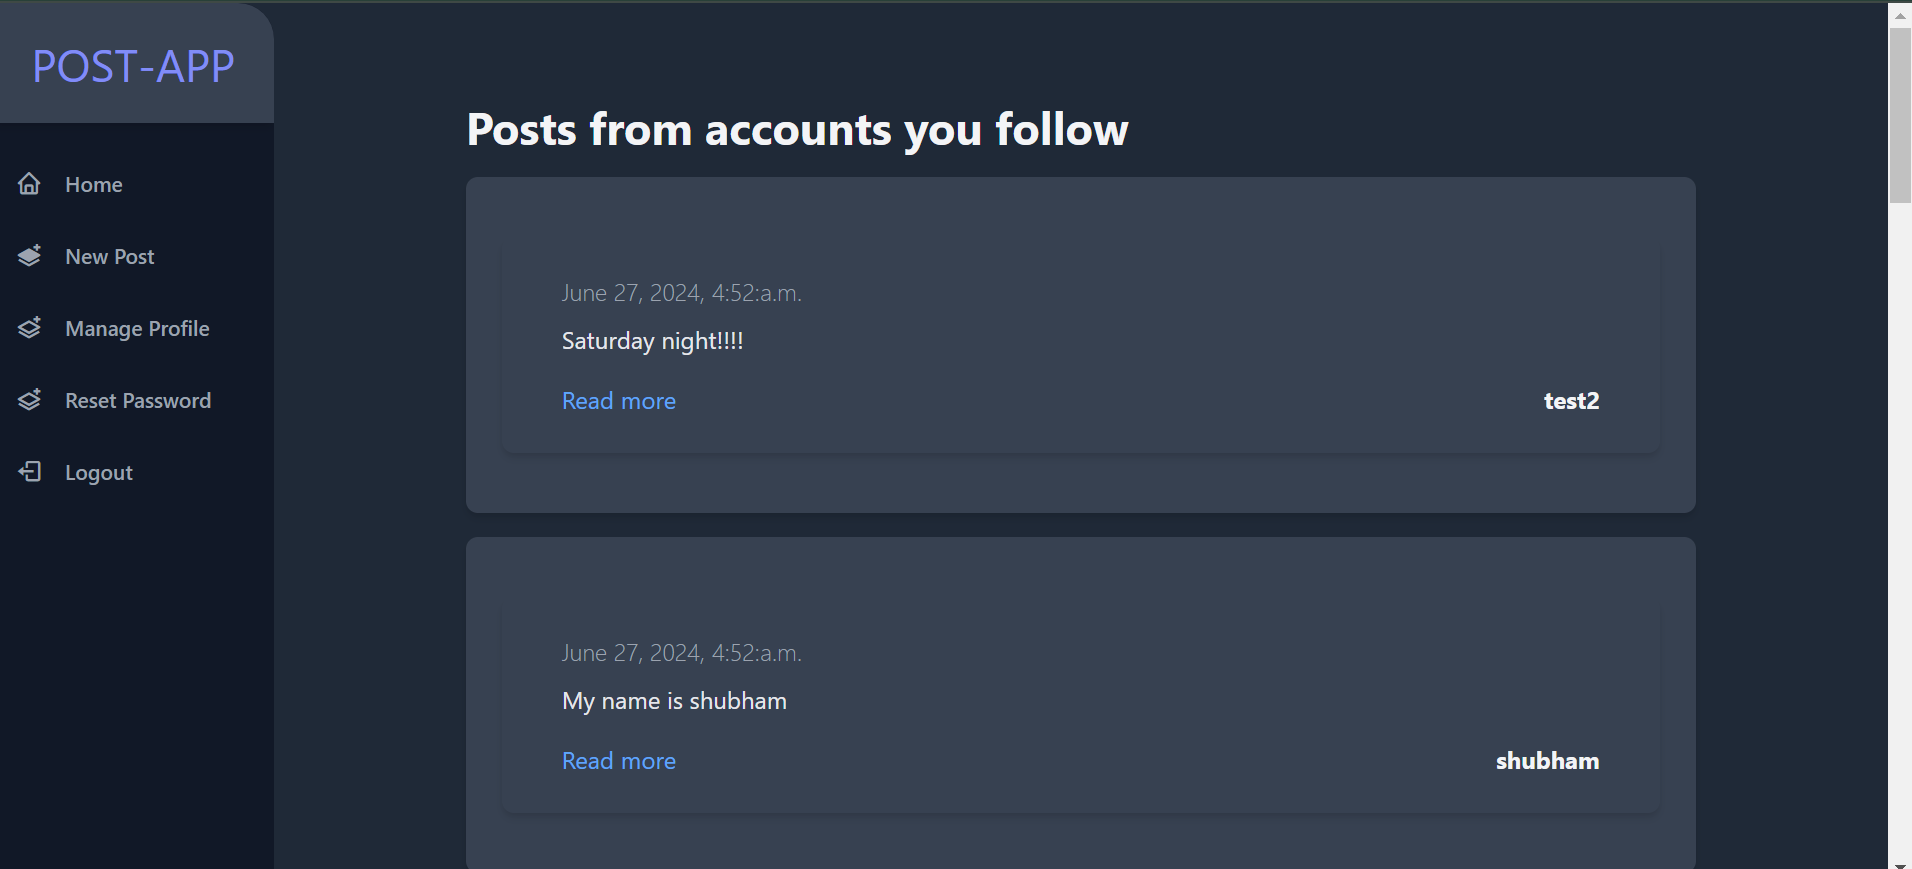 POST-APP
Home
New Post
Manage Profile
Reset Password
Logout
Posts from accounts you follow
June 27, 2024, 4:52:a.m.
Saturday night!!!!
Read more
test2
June 27, 2024, 4:52:a.m.
My name is shubham
Read more
shubham